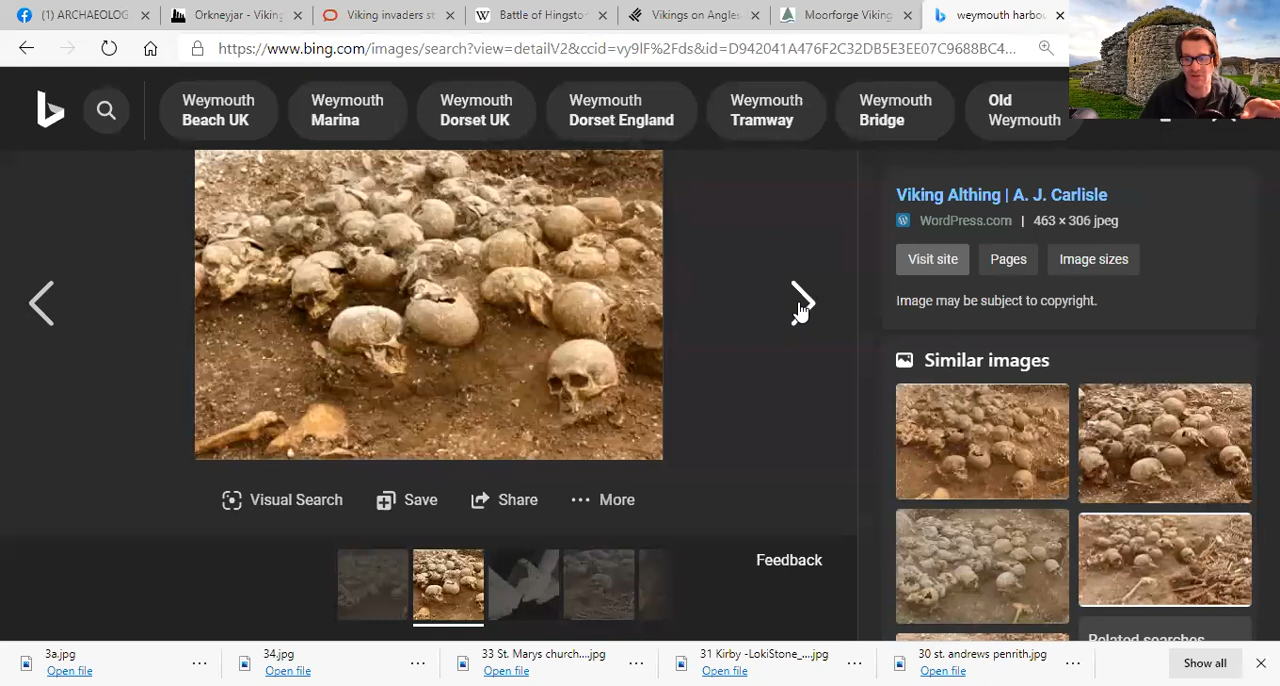 (1) ARCHAEOLOG
Orkneyjar - Viking
Viking invaders st
Battle of Hingsto
Vikings on Angles
Moorforge Viking
weymouth harbou
https://www.bing.com/images/search?view=detailV2&ccid=vy9lF%2Fds&id=D942041A476F2C32DB5E3EE07C9688BC4...
Weymouth
Beach UK
Weymouth
Marina
Weymouth
Dorset UK
Weymouth
Dorset England
Weymouth
Tramway
Weymouth
Bridge
Old
Weymouth
Viking Althing | A. J. Carlisle
WordPress.com | 463 × 306 jpeg
Visit site
Pages
Image sizes
Image may be subject to copyright.
Similar images
Visual Search
Save
Share
More
Feedback
Related searches
3a.jpg
Open file
34.jpg
Open file
33 St. Marys church....jpg
Open file
31 Kirby -LokiStone_....jpg
Open file
30 st. andrews penrith.jpg
Open file
Show all